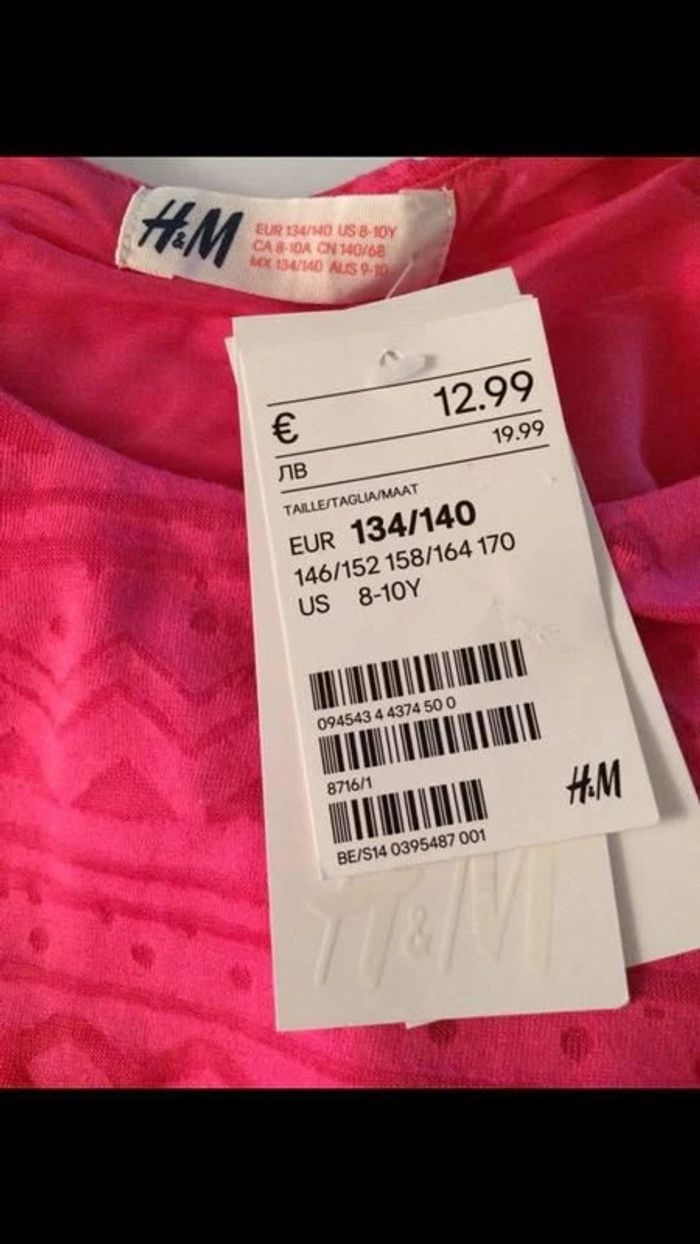 H&M
EUR 134/140 US 8-10Y
CA 8-10A CN 140/68
MX 134/140 AUS 9-10
€ 12.99
ЛВ 19.99
TAILLE/TAGLIA/MAAT
EUR 134/140
146/152 158/164 170
US 8-10Y
094543 4 4374 50 0
8716/1
H&M
BE/S14 0395487 001
H&M